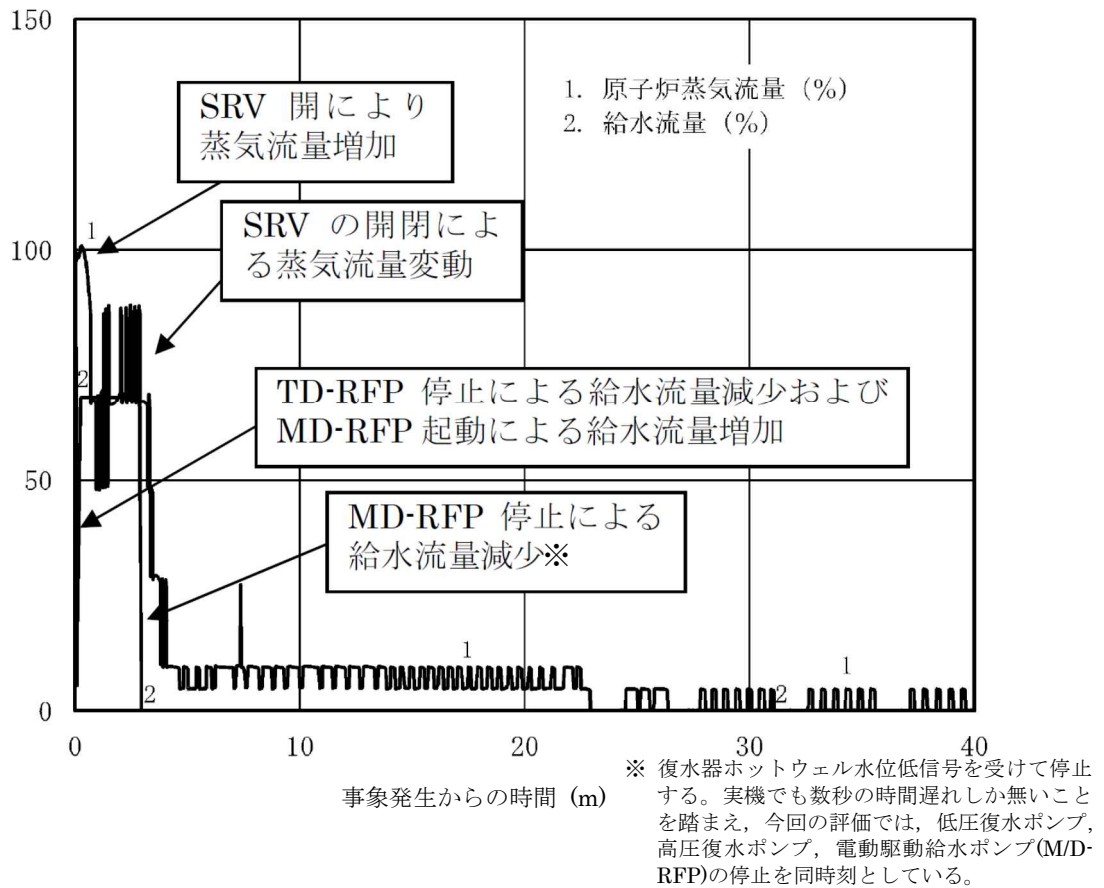 150
1. 原子炉蒸気流量 (%)
2. 給水流量 (%)
SRV 開により
蒸気流量増加
1
SRV の開閉によ
る蒸気流量変動
100
2
TD-RFP 停止による給水流量減少および
MD-RFP 起動による給水流量増加
50
MD-RFP 停止による
給水流量減少※
1
1
2
2
0
0
10
20
30
40
事象発生からの時間 (m)
※ 復水器ホットウェル水位低信号を受けて停止
する。実機でも数秒の時間遅れしか無いこと
を踏まえ，今回の評価では，低圧復水ポンプ，
高圧復水ポンプ，電動駆動給水ポンプ(M/D-
RFP)の停止を同時刻としている。